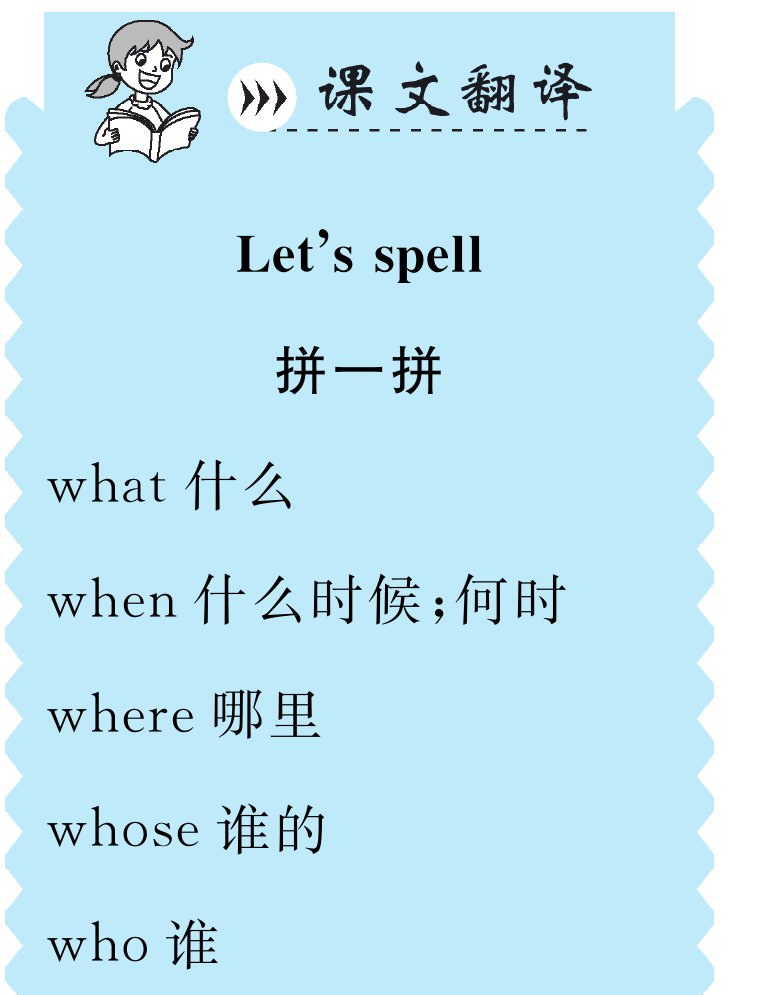 课文翻译
Let's spell
拼一拼
what 什么
when 什么时候;何时
where 哪里
whose 谁的
who 谁